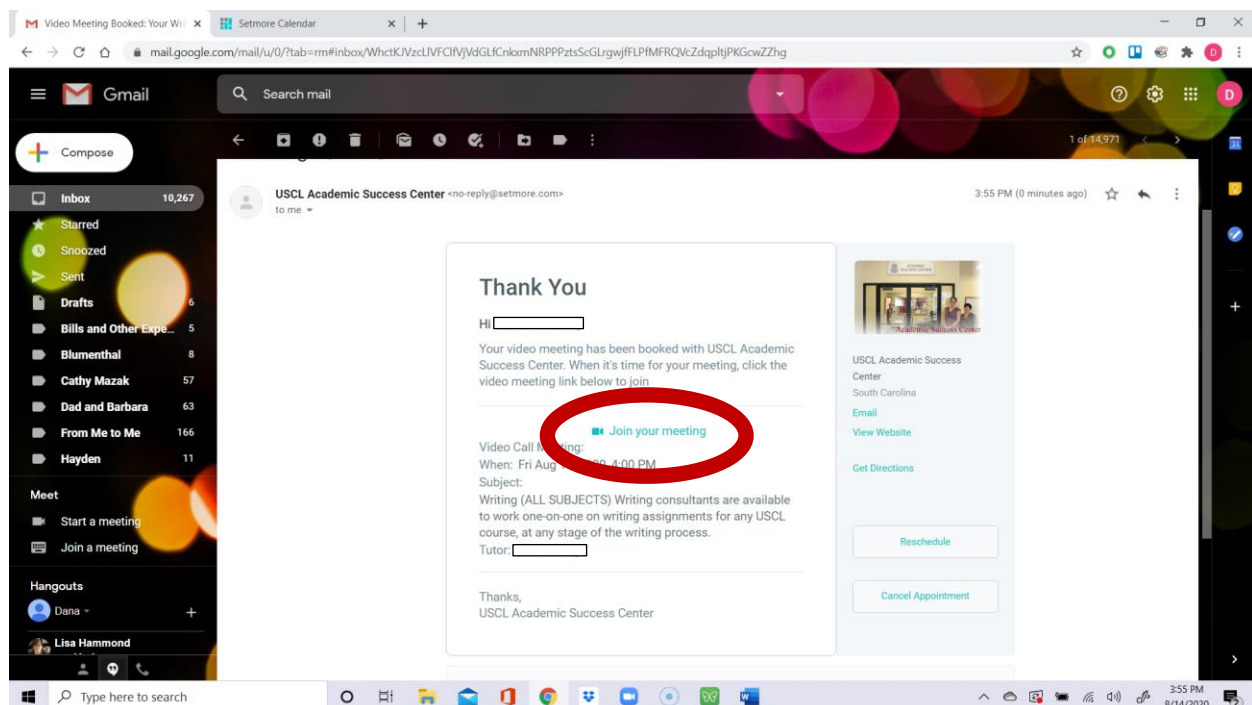 Video Meeting Booked: Your Wri
Setmore Calendar
mail.google.com/mail/u/0/?tab=rm#inbox/
Gmail
Search mail
D
D
Compose
1 of 14,971
31
Inbox 10,267
Starred
Snoozed
Sent
Drafts 6
Bills and Other Expe... 5
Blumenthal 8
Cathy Mazak 57
Dad and Barbara 63
From Me to Me 166
Hayden 11
Meet
Start a meeting
Join a meeting
Hangouts
Dana
Lisa Hammond
USCL Academic Success Center <no-reply@setmore.com>
3:55 PM (0 minutes ago)
to me
Thank You
Hi
Your video meeting has been booked with USCL Academic
Success Center. When it's time for your meeting, click the
video meeting link below to join
Join your meeting
Video Call
When: Fri Aug 4:00 PM
Subject:
Writing (ALL SUBJECTS) Writing consultants are available
to work one-on-one on writing assignments for any USCL
course, at any stage of the writing process.
Tutor:
Thanks,
USCL Academic Success Center
ACADEMIC
SUCCESS CENTER
Academic Success Center
USCL Academic Success
Center
South Carolina
Email
View Website
Get Directions
Reschedule
Cancel Appointment
Type here to search
3:55 PM
8/14/2020